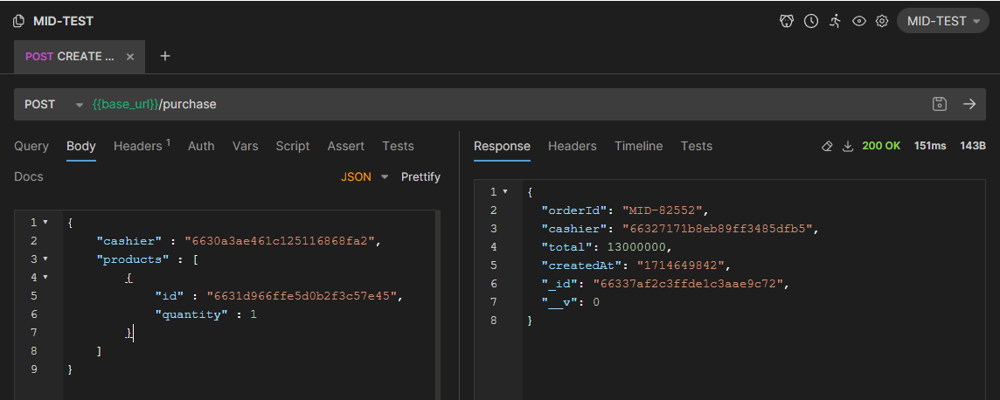 MID-TEST
MID-TEST
POST CREATE ...
POST {{base_url}}/purchase
Query Body Headers 1 Auth Vars Script Assert Tests
Docs
JSON Prettify
1 {
2 "cashier" : "6630a3ae461c125116868fa2",
3 "products" : [
4 {
5 "id" : "6631d966ffe5d0b2f3c57e45",
6 "quantity" : 1
7 }
8 ]
9 }
Response Headers Timeline Tests 200 OK 151ms 143B
1 {
2 "orderId": "MID-82552",
3 "cashier": "66327171b8eb89ff3485dfb5",
4 "total": 13000000,
5 "createdAt": "1714649842",
6 "_id": "66337af2c3ffde1c3aae9c72",
7 "__v": 0
8 }